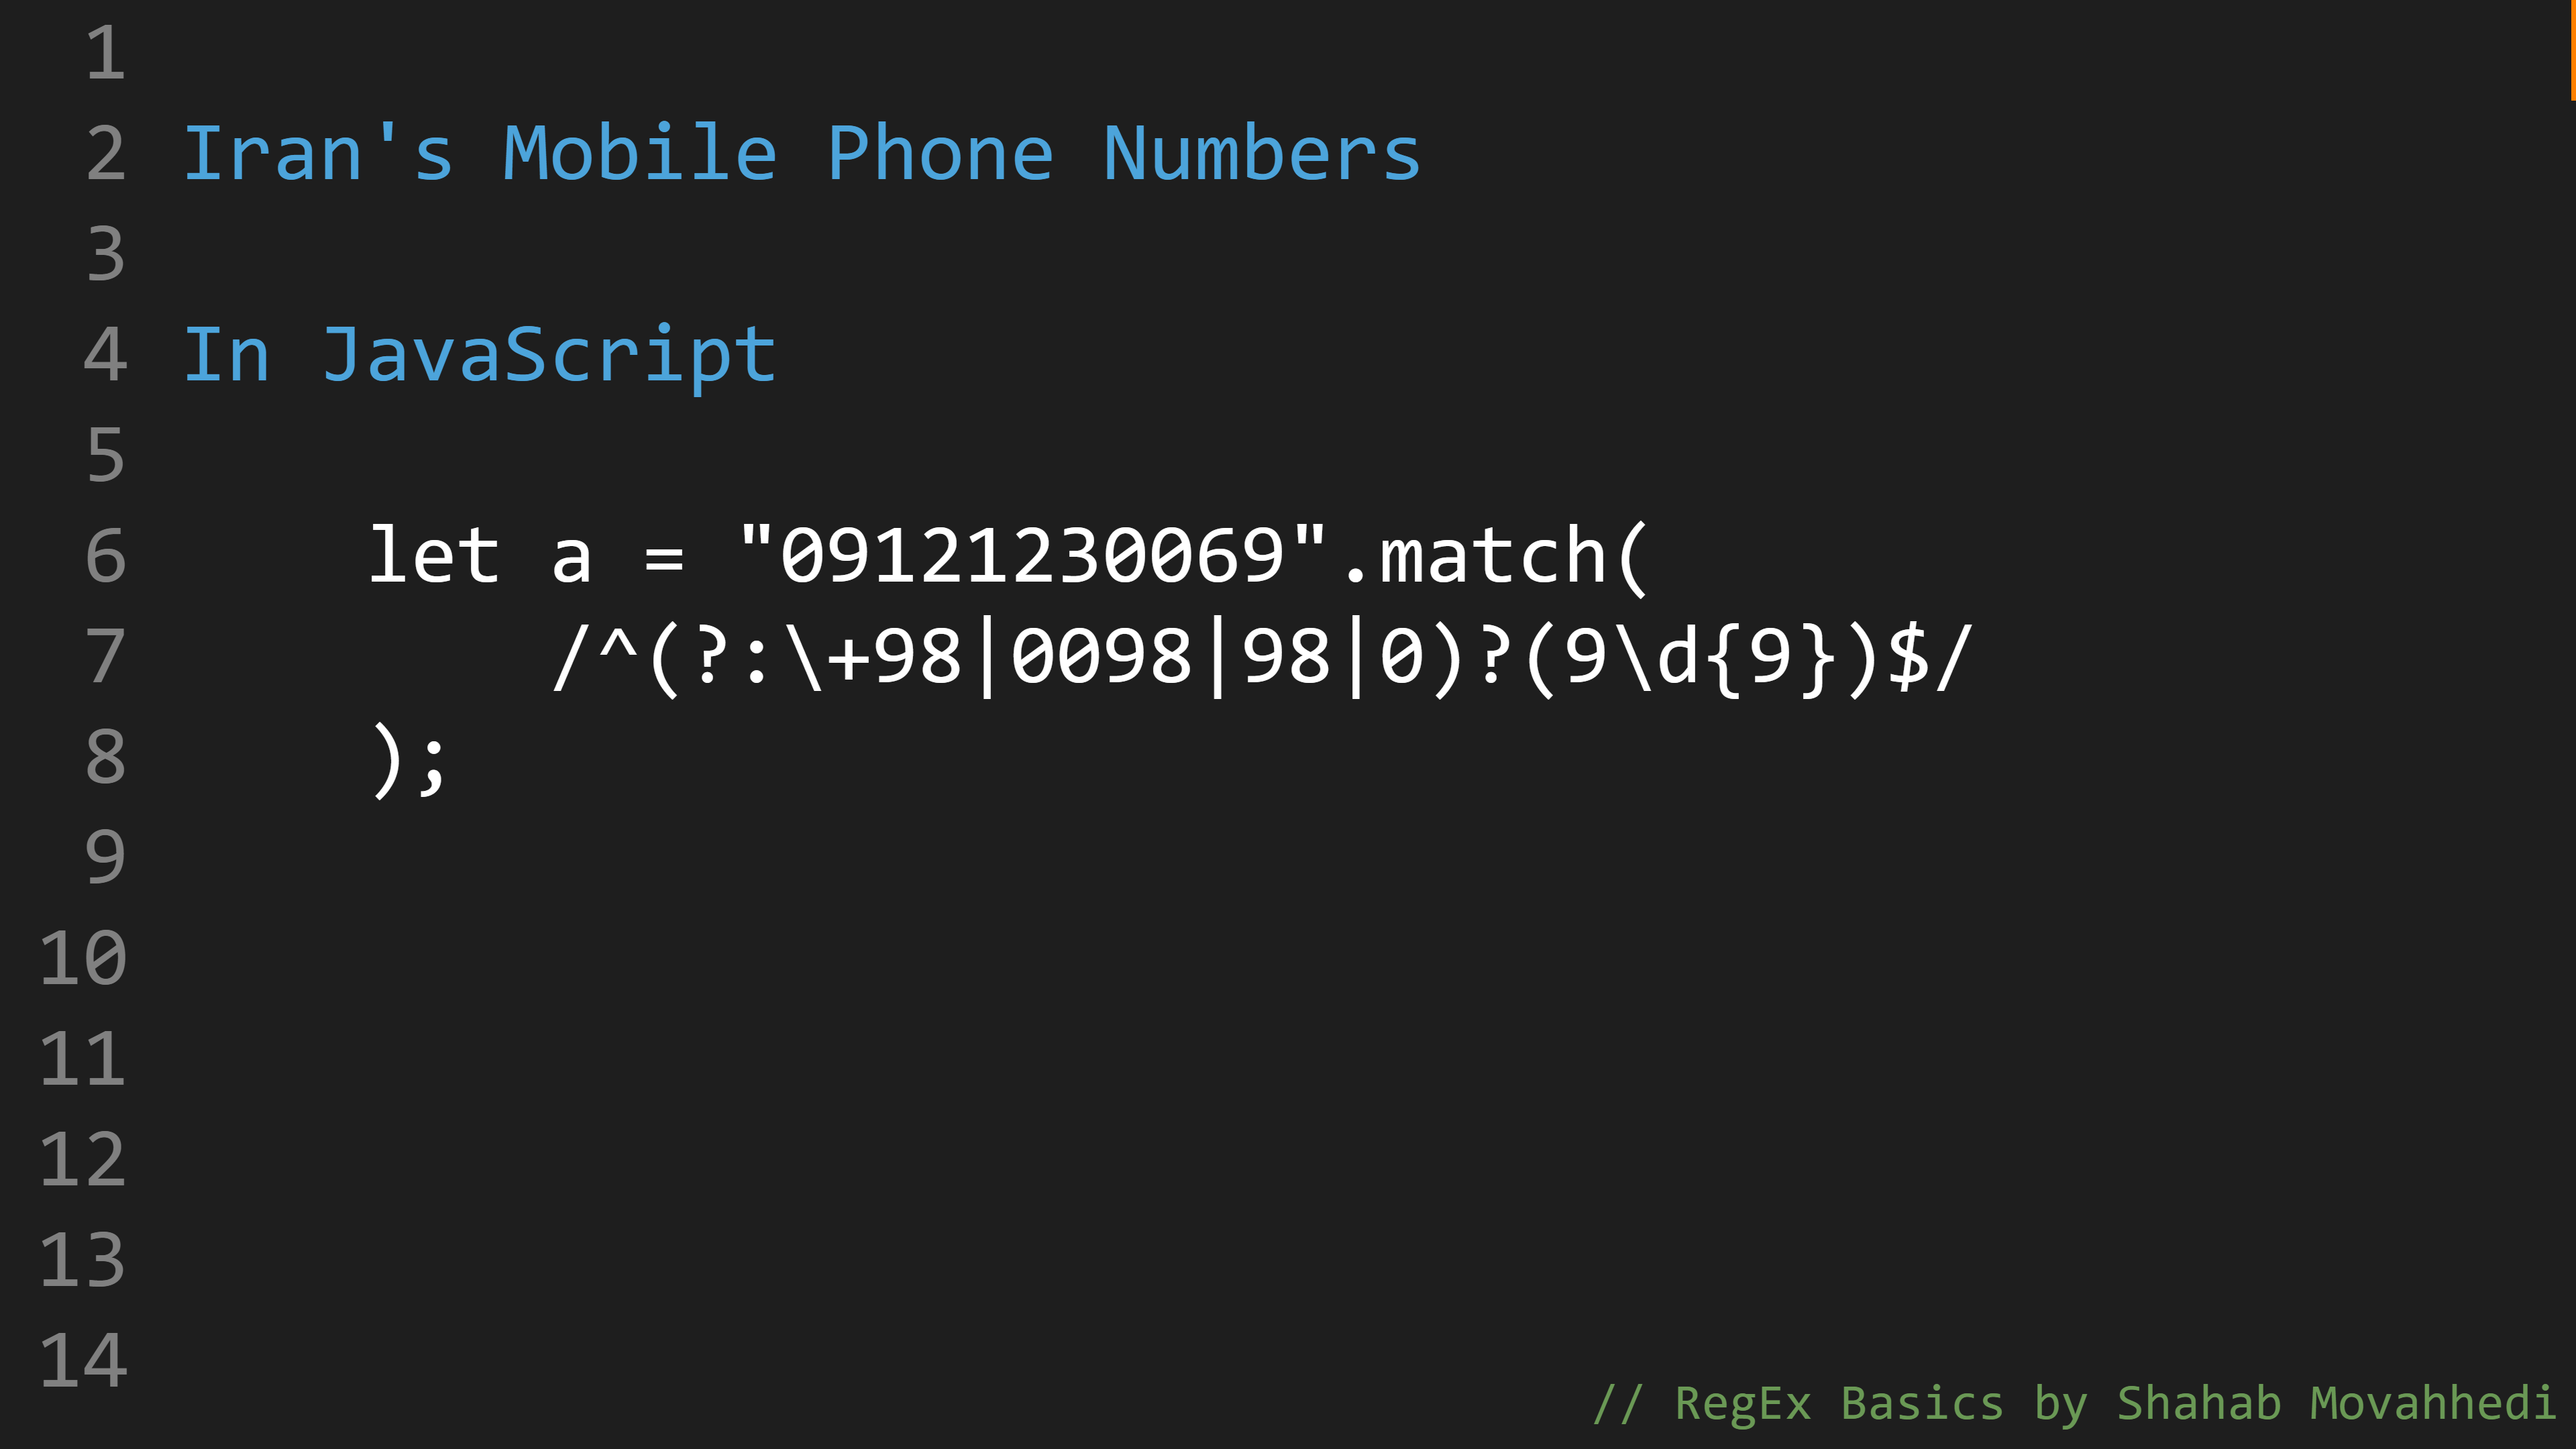 1
2 Iran's Mobile Phone Numbers
3
4 In JavaScript
5
6 let a = "09121230069".match(
7 /^(?:\+98|0098|98|0)?(9\d{9})$/
8 );
9
10
11
12
13
14
// RegEx Basics by Shahab Movahhedi